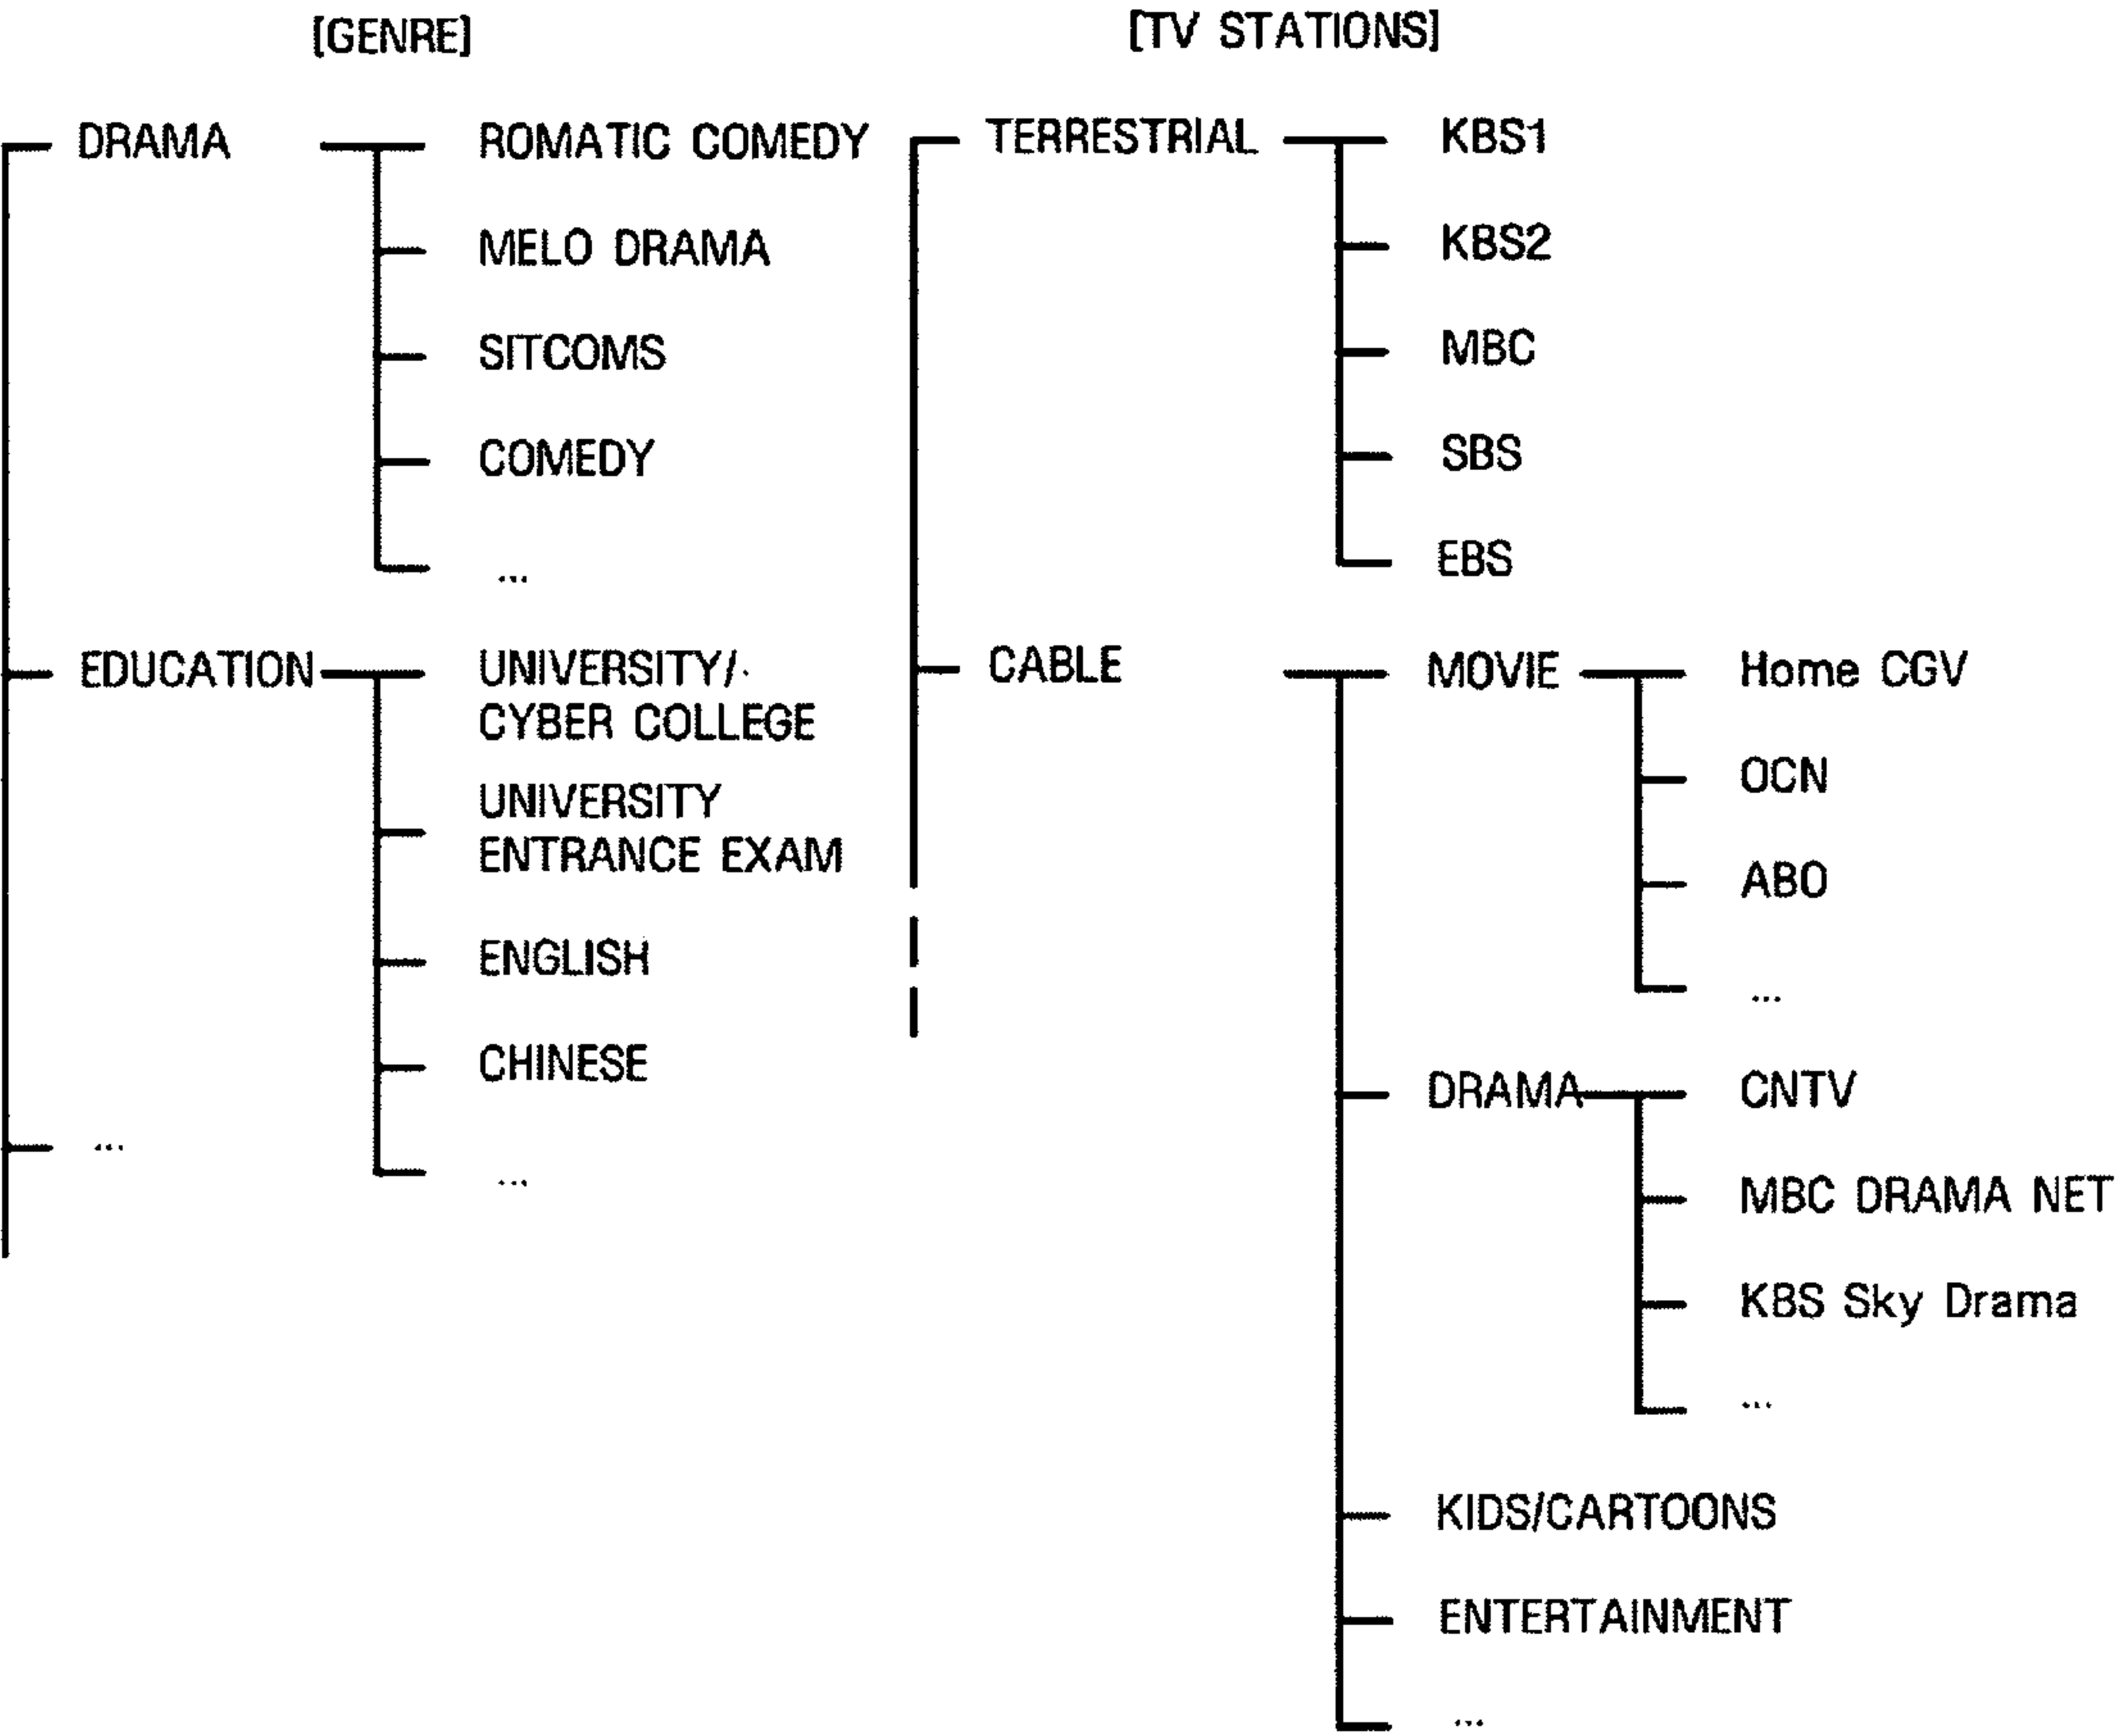 [GENRE]
DRAMA
ROMATIC COMEDY
MELO DRAMA
SITCOMS
COMEDY
...
EDUCATION
UNIVERSITY/
CYBER COLLEGE
UNIVERSITY
ENTRANCE EXAM
ENGLISH
CHINESE
...
...
[TV STATIONS]
TERRESTRIAL
KBS1
KBS2
MBC
SBS
EBS
CABLE
MOVIE
Home CGV
OCN
ABO
...
DRAMA
CNTV
MBC DRAMA NET
KBS Sky Drama
...
KIDS/CARTOONS
ENTERTAINMENT
...